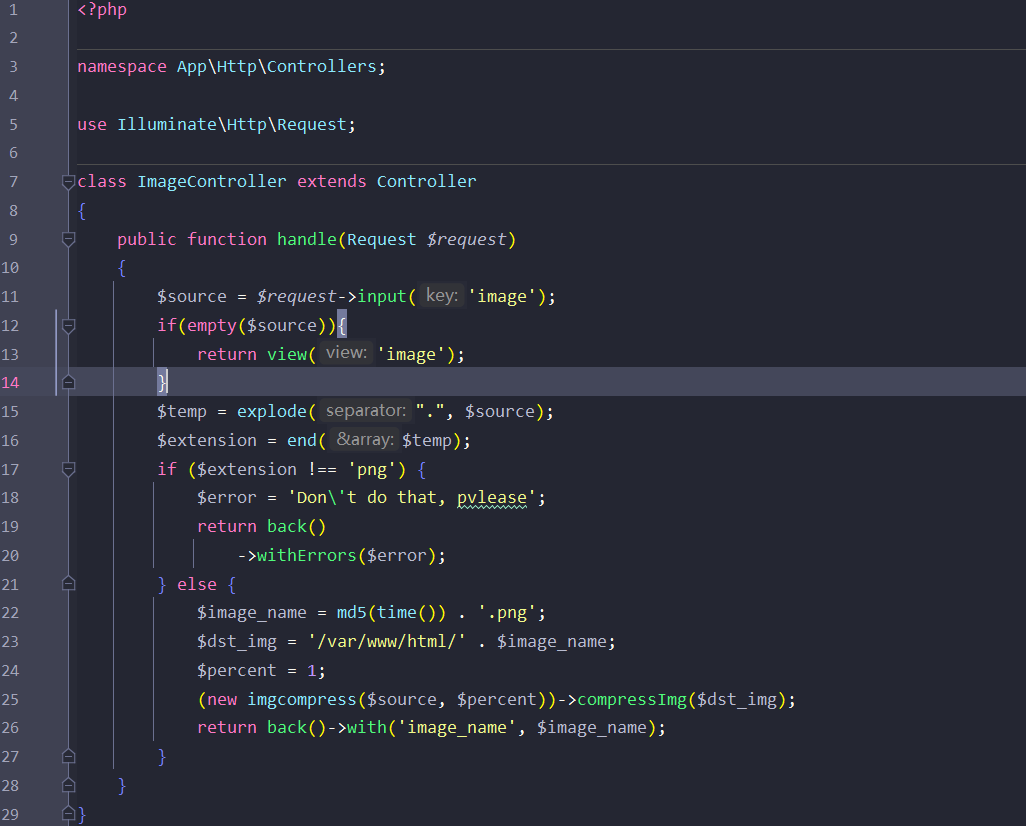 1 <?php
2
3 namespace App\Http\Controllers;
4
5 use Illuminate\Http\Request;
6
7 class ImageController extends Controller
8 {
9     public function handle(Request $request)
10     {
11         $source = $request->input( key: 'image');
12         if(empty($source)){
13             return view( view: 'image');
14         }
15         $temp = explode( separator: ".", $source);
16         $extension = end( &array: $temp);
17         if ($extension !== 'png') {
18             $error = 'Don\'t do that, pvlease';
19             return back()
20                 ->withErrors($error);
21         } else {
22             $image_name = md5(time()) . '.png';
23             $dst_img = '/var/www/html/' . $image_name;
24             $percent = 1;
25             (new imgcompress($source, $percent))->compressImg($dst_img);
26             return back()->with('image_name', $image_name);
27         }
28     }
29 }